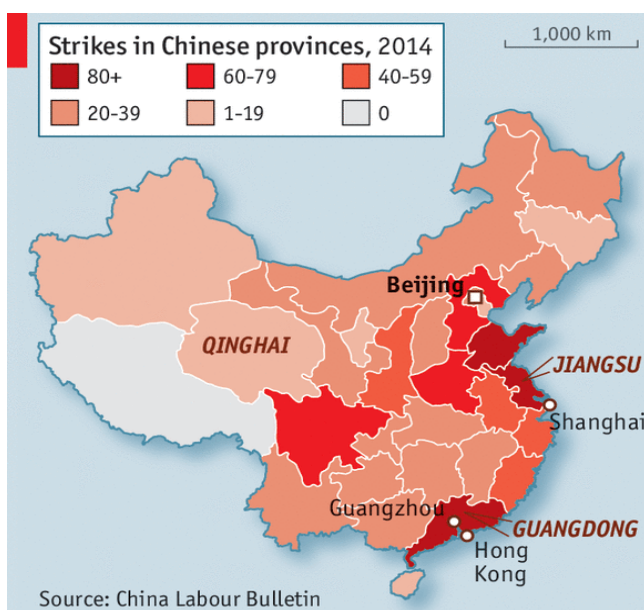 Strikes in Chinese provinces, 2014
1,000 km
80+ 60-79 40-59
20-39 1-19 0
Beijing
QINGHAI
JIANGSU
Shanghai
Guangzhou
GUANGDONG
Hong
Kong
Source: China Labour Bulletin